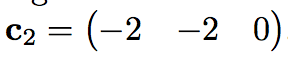 c₂ = (−2 −2 0)